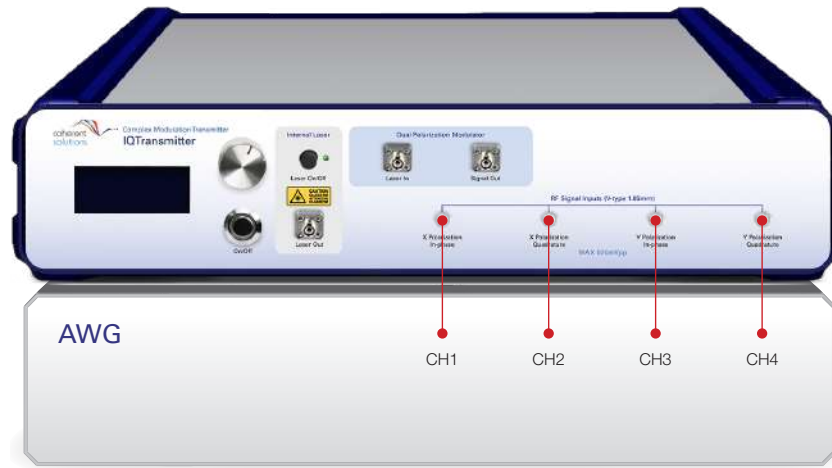 coherent
solutions
Complex Modulation Transmitter
IQTransmitter
Internal Laser
Laser On/Off
CAUTION
Laser Out
On/Off
Dual Polarization Modulator
Laser In
Signal Out
RF Signal Inputs (V-type 1.85mm)
X Polarization
In-phase
X Polarization
Quadrature
Y Polarization
In-phase
Y Polarization
Quadrature
AWG
CH1
CH2
CH3
CH4